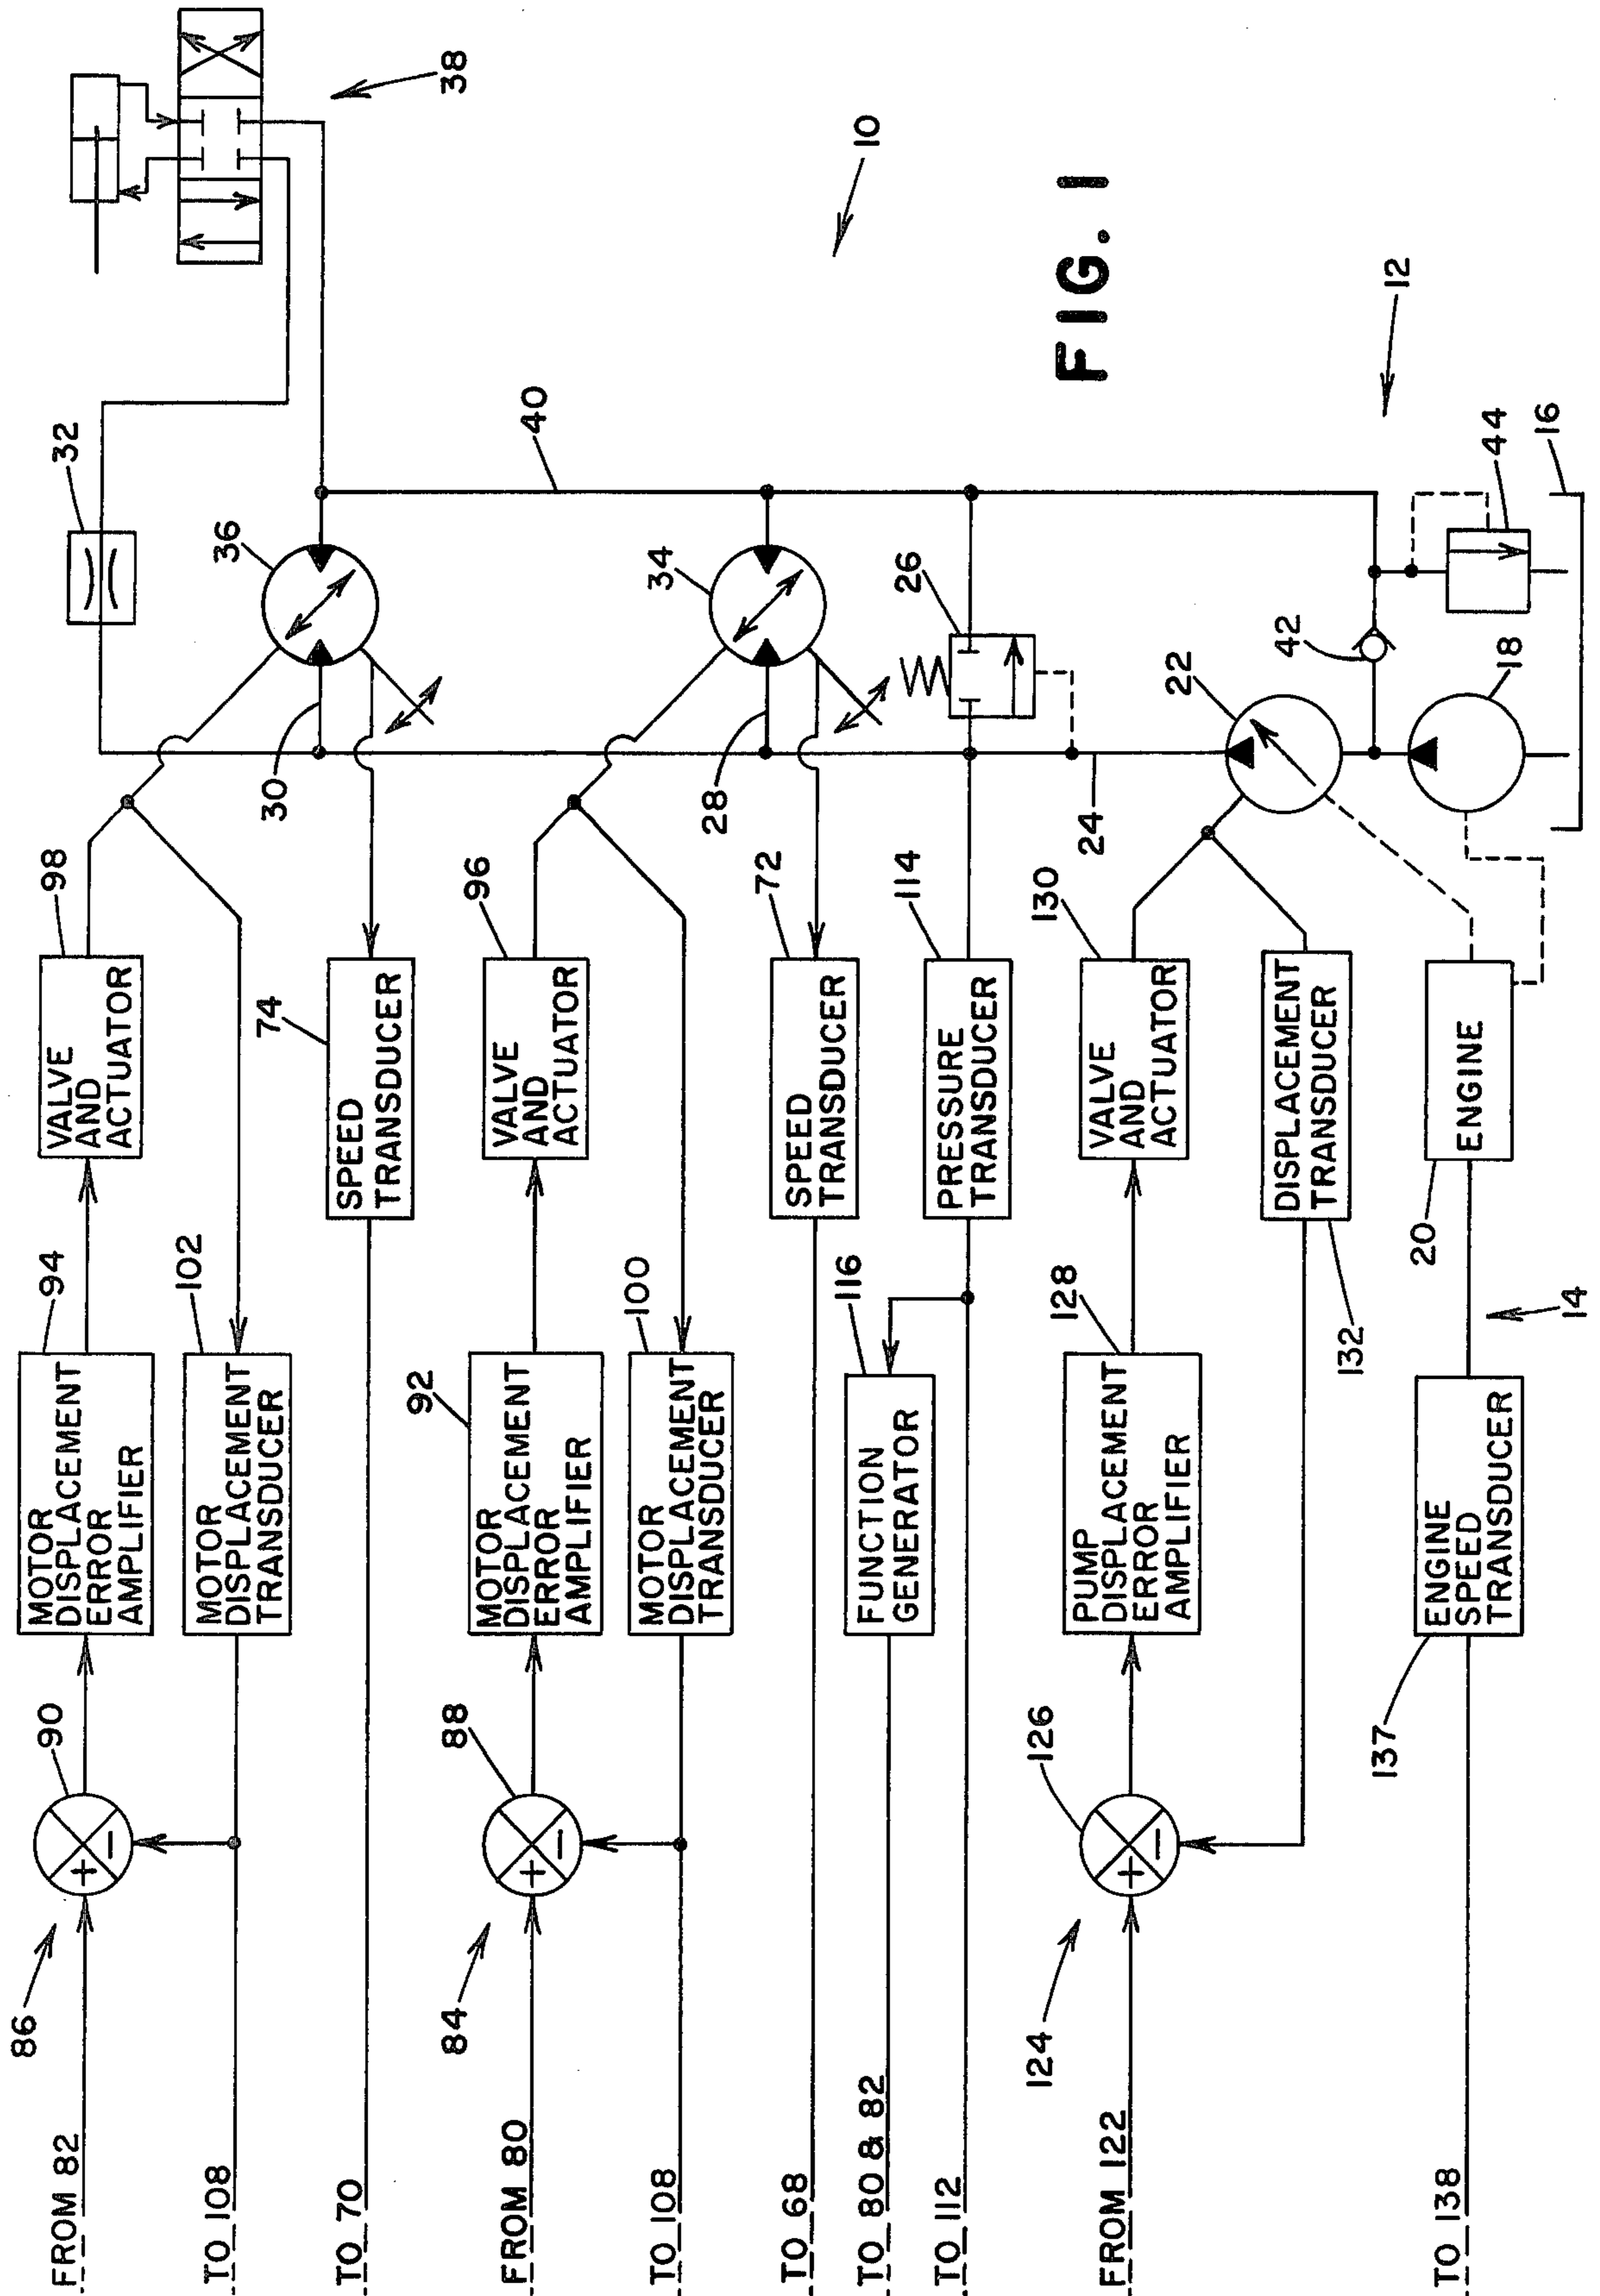 38
10
FIG. 1
12
32
36
40
34
26
44
16
42
22
18
30
28
24
98
VALVE
AND
ACTUATOR
94
MOTOR
DISPLACEMENT
ERROR
AMPLIFIER
90
+
−
86
FROM 82
102
MOTOR
DISPLACEMENT
TRANSDUCER
TO 108
74
SPEED
TRANSDUCER
TO 70
96
VALVE
AND
ACTUATOR
92
MOTOR
DISPLACEMENT
ERROR
AMPLIFIER
88
+
−
84
FROM 80
100
MOTOR
DISPLACEMENT
TRANSDUCER
TO 108
72
SPEED
TRANSDUCER
TO 68
114
PRESSURE
TRANSDUCER
116
FUNCTION
GENERATOR
TO 80 & 82
TO 112
130
VALVE
AND
ACTUATOR
128
PUMP
DISPLACEMENT
ERROR
AMPLIFIER
126
+
−
124
FROM 122
DISPLACEMENT
TRANSDUCER
132
ENGINE
20
14
ENGINE
SPEED
TRANSDUCER
137
TO 138